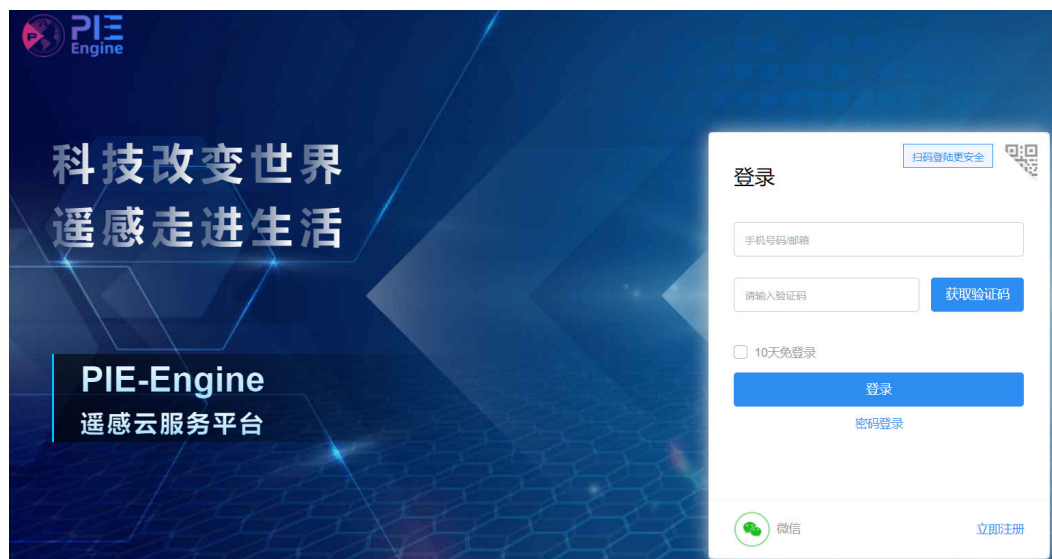 PIE
Engine
科技改变世界
遥感走进生活
PIE-Engine
遥感云服务平台
扫码登陆更安全
登录
手机号码/邮箱
请输入验证码
获取验证码
10天免登录
登录
密码登录
微信
立即注册